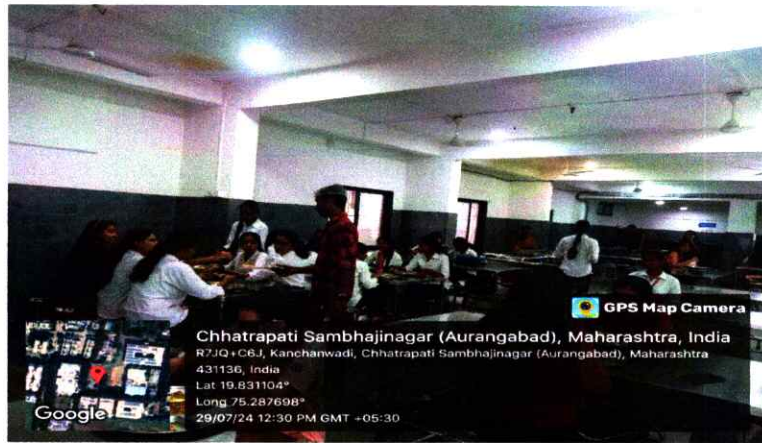 GPS Map Camera
Chhatrapati Sambhajinagar (Aurangabad), Maharashtra, India
R7JQ+C6J, Kanchanwadi, Chhatrapati Sambhajinagar (Aurangabad), Maharashtra
431136, India
Lat 19.831104°
Long 75.287698°
29/07/24 12:30 PM GMT +05:30
Google